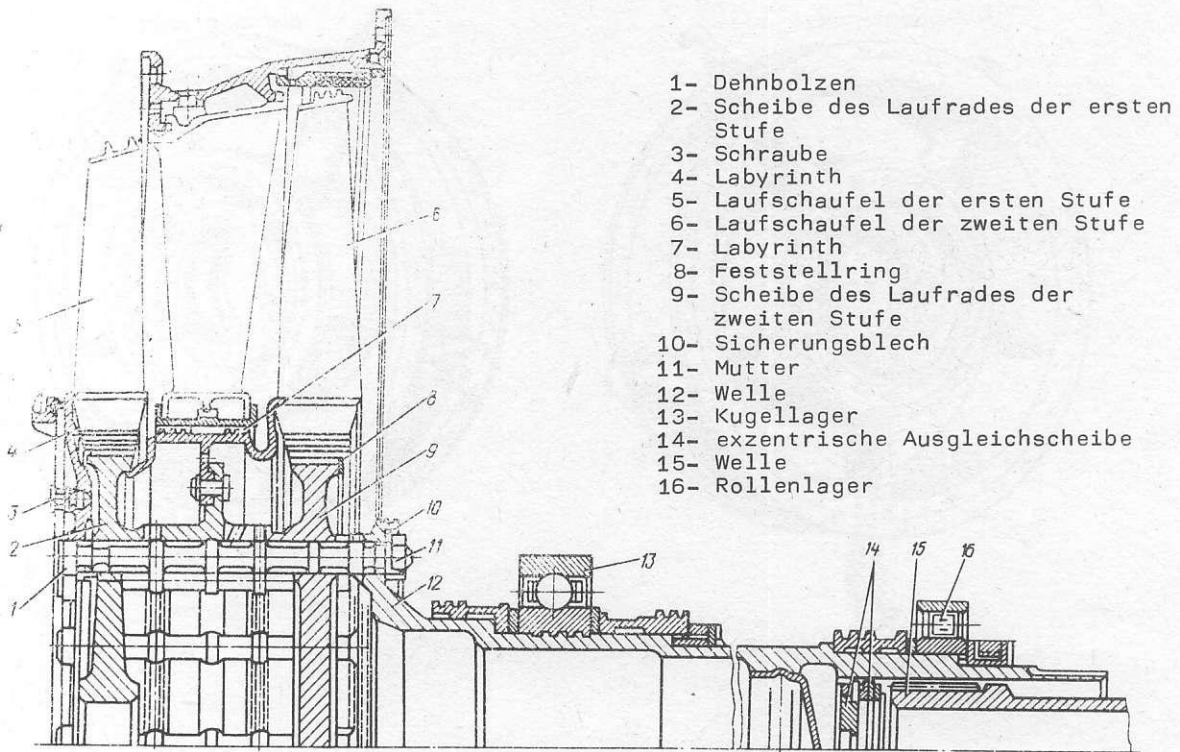 1- Dehnbolzen
2- Scheibe des Laufrades der ersten
Stufe
3- Schraube
4- Labyrinth
5- Laufschaufel der ersten Stufe
6- Laufschaufel der zweiten Stufe
7- Labyrinth
8- Feststellring
9- Scheibe des Laufrades der
zweiten Stufe
10- Sicherungsblech
11- Mutter
12- Welle
13- Kugellager
14- exzentrische Ausgleichscheibe
15- Welle
16- Rollenlager
6
5
7
8
4
9
3
10
2
11
1
12
13
14
15
16